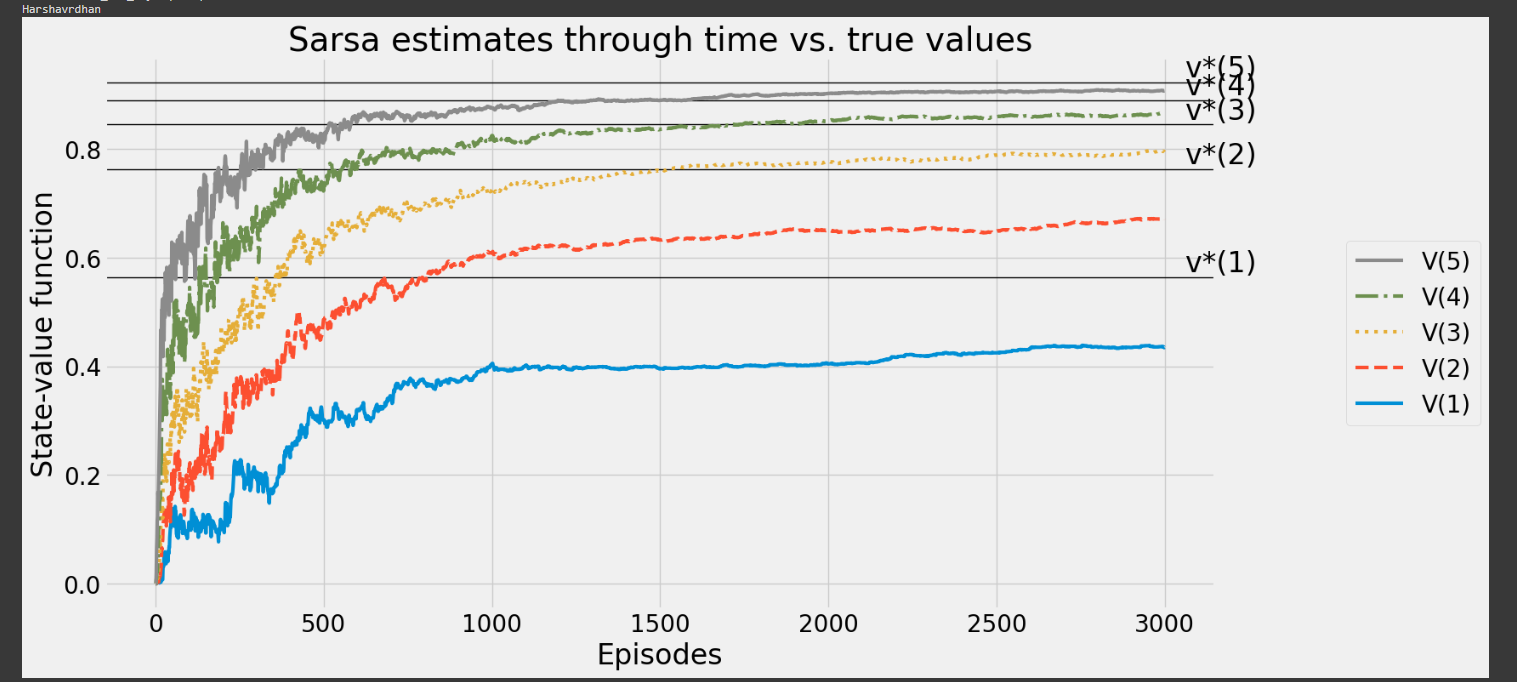 Harshavrdhan
Sarsa estimates through time vs. true values
v*(5)
v*(4)
v*(3)
v*(2)
v*(1)
State-value function
0.8
0.6
0.4
0.2
0.0
0 500 1000 1500 2000 2500 3000
Episodes
V(5)
V(4)
V(3)
V(2)
V(1)